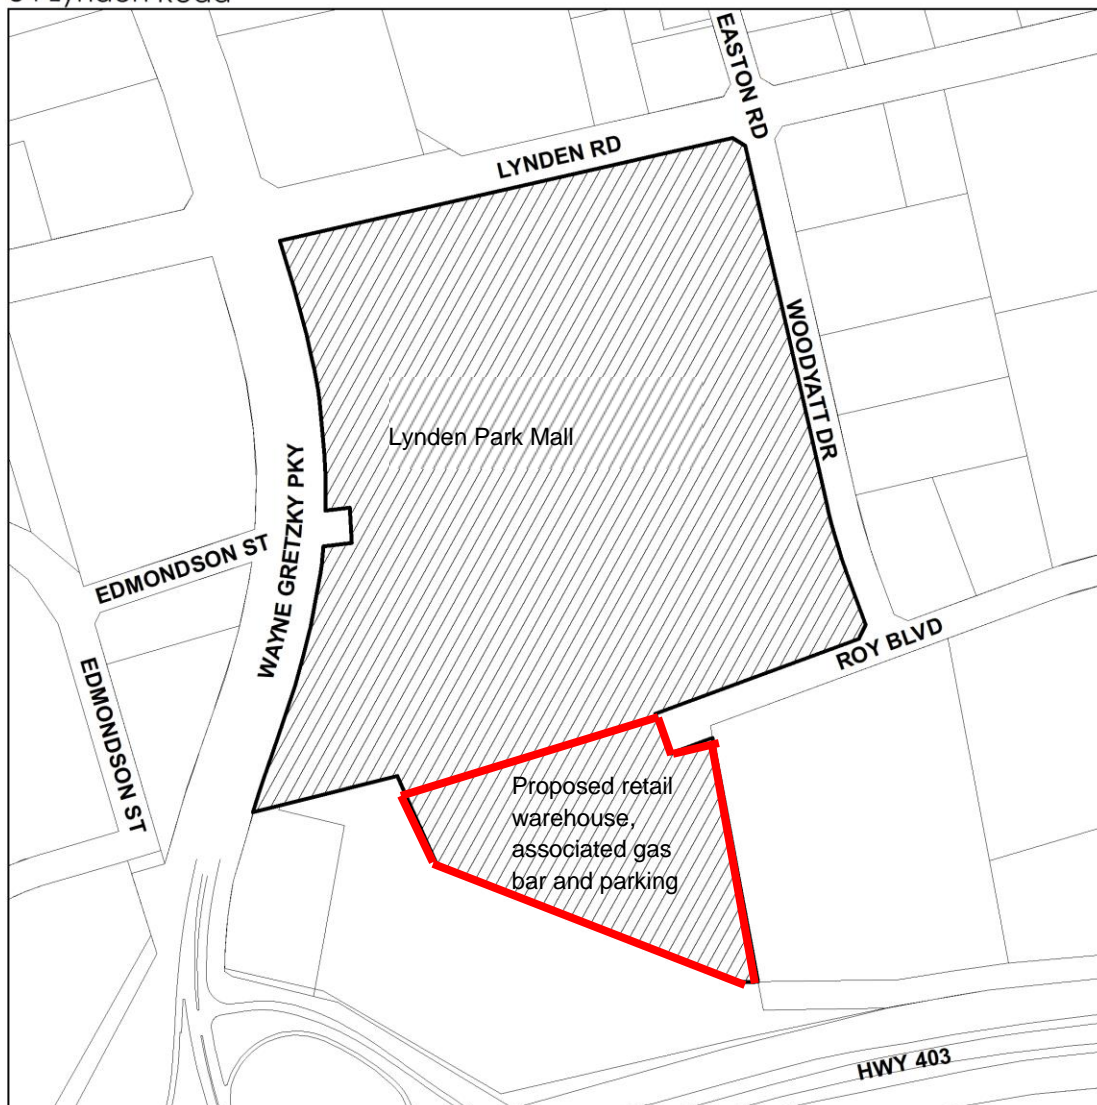 EASTON RD
LYNDEN RD
WOODYATT DR
Lynden Park Mall
WAYNE GRETZKY PKY
EDMONDSON ST
ROY BLVD
EDMONDSON ST
Proposed retail
warehouse,
associated gas
bar and parking
HWY 403